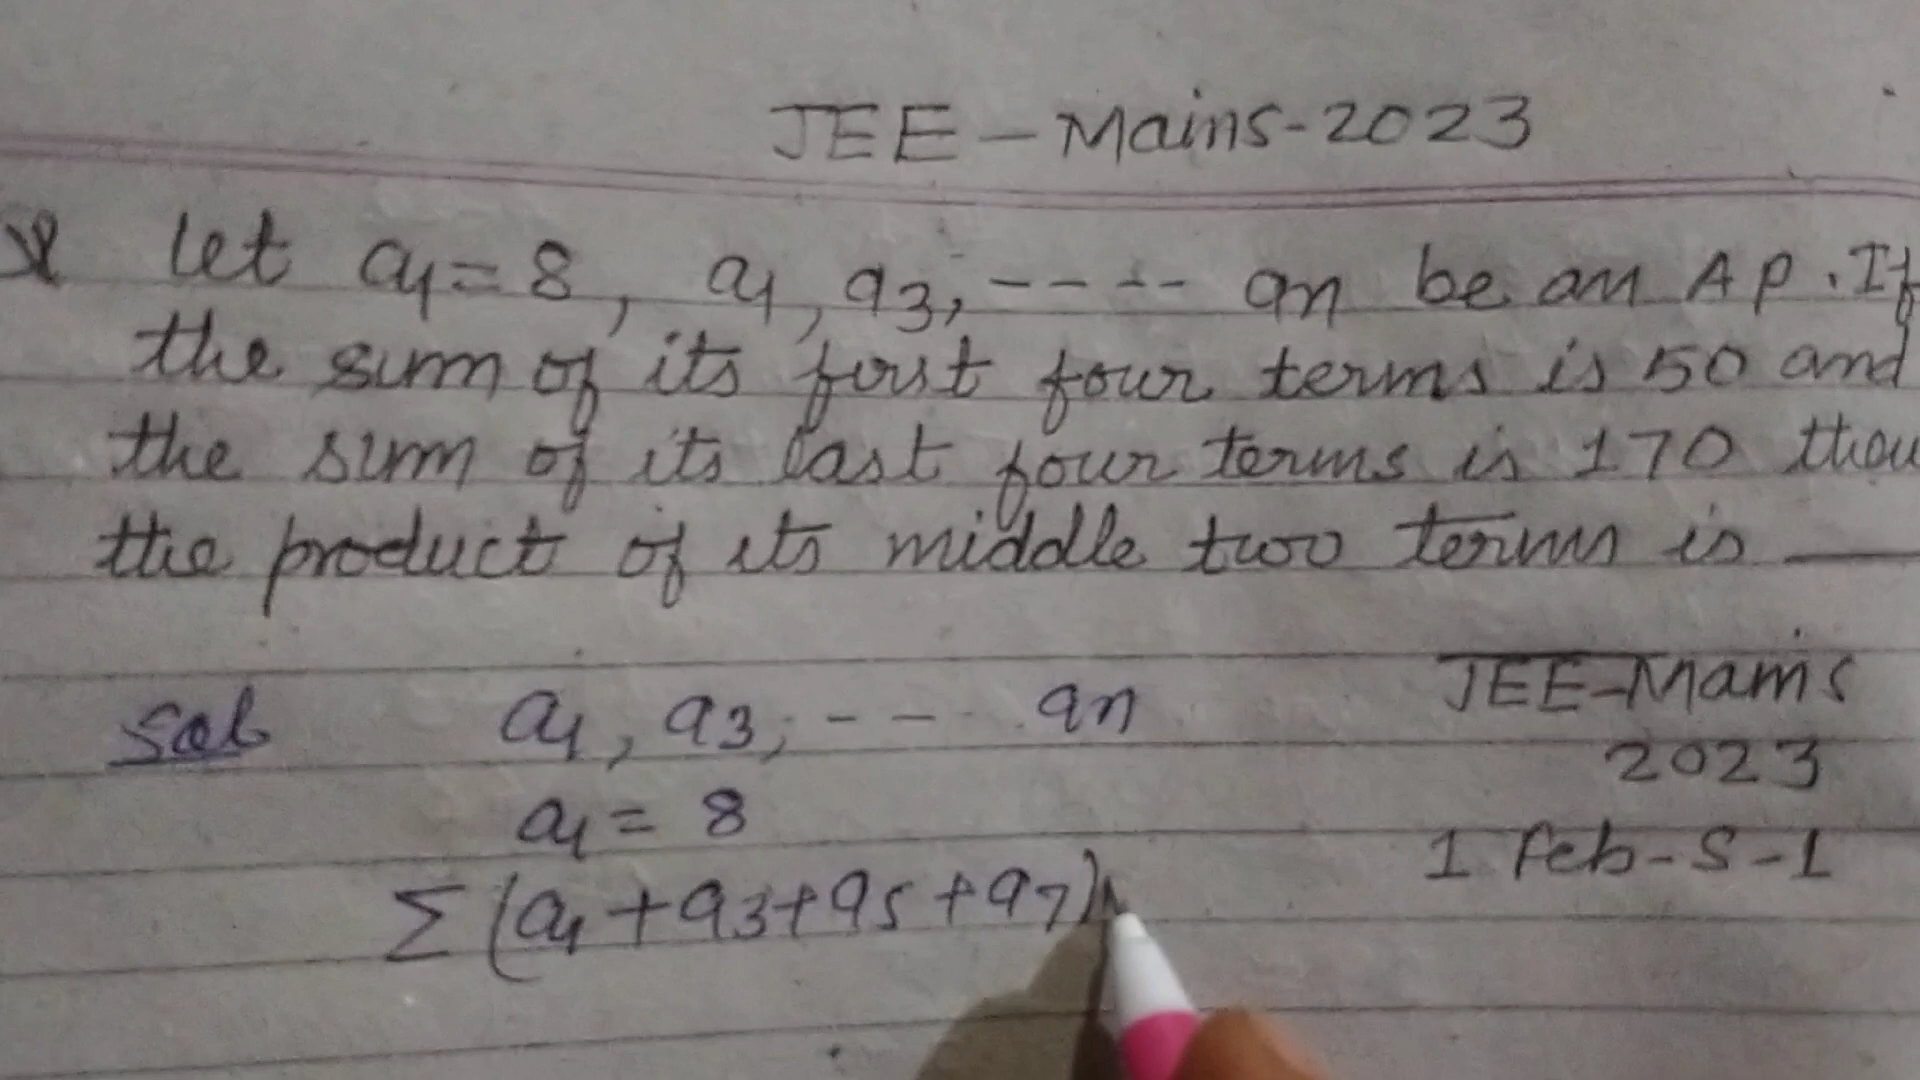 JEE - Mains - 2023
Let a1 = 8, a1, a3, ----- an be an AP. If
the sum of its first four terms is 50 and
the sum of its last four terms is 170 then
the product of its middle two terms is ___
Sol a1, a3, - - - an
JEE-Mains
2023
a1 = 8
1 Feb-S-1
Σ (a1 + a3 + a5 + a7)